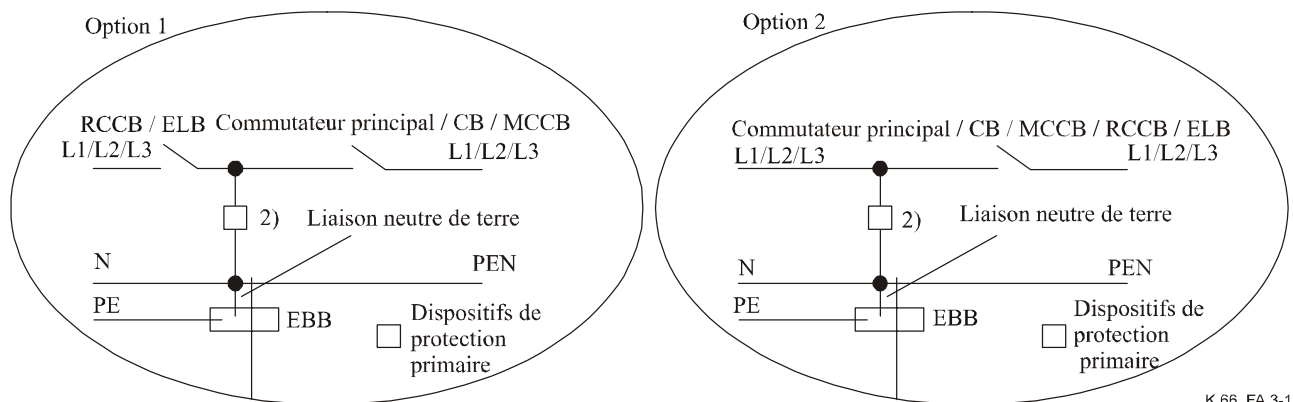 Option 1
RCCB / ELB
Commutateur principal / CB / MCCB
L1/L2/L3
L1/L2/L3
2)
Liaison neutre de terre
N
PEN
PE
EBB
Dispositifs de
protection
primaire
Option 2
Commutateur principal / CB / MCCB / RCCB / ELB
L1/L2/L3
L1/L2/L3
2)
Liaison neutre de terre
N
PEN
PE
EBB
Dispositifs de
protection
primaire
K.66_FA.3-1